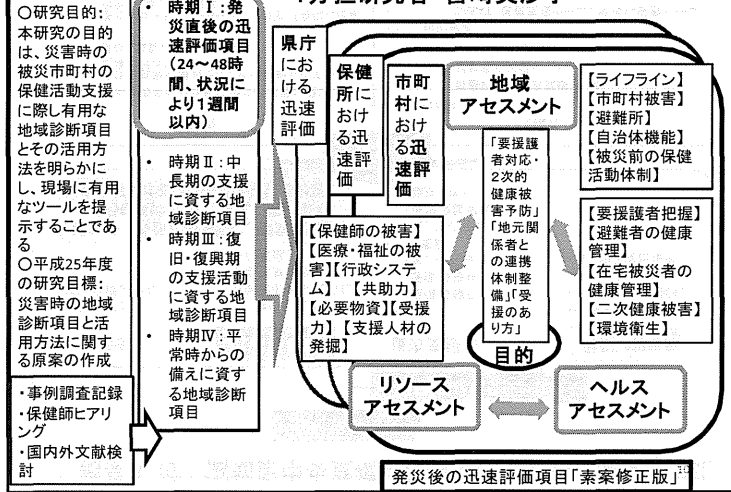 〇研究目的:
本研究の目的
は、災害時の
被災市町村の
保健活動支援
に際し有用な
地域診断項目
とその活用方
法を明らかに
し、現場に有用
なツールを提
示することであ
る
〇平成25年度
の研究目標:
災害時の地域
診断項目と活
用方法に関す
る原案の作成
・事例調査記録
・保健師ヒアリ
ング
・国内外文献検
討
・ 時期Ⅰ:発
災直後の迅
速評価項目
(24~48時
間、状況に
より1週間
以内)
・ 時期Ⅱ:中
長期の支援
に資する地
域診断項目
・ 時期Ⅲ:復
旧・復興期
の支援活動
に資する地
域診断項目
・ 時期Ⅳ:平
常時からの
備えに資す
る地域診断
項目
県庁
にお
ける
迅速
評価
保健
所に
おけ
る迅
速評
価
市町
村に
おけ
る迅
速評
価
地域
アセスメント
【ライフライン】
【市町村被害】
【避難所】
【自治体機能】
【被災前の保健
活動体制】
「要援護
者対応・
2次的
健康被
害予防」
「地元関
係者と
の連携
体制整
備」「受
援のあ
り方」
目的
【保健師の被害】
【医療・福祉の被
害】【行政システ
ム】 【共助力】
【必要物資】【受援
力】 【支援人材の
発掘】
【要援護者把握】
【避難者の健康
管理】
【在宅被災者の
健康管理】
【二次健康被害】
【環境衛生】
リソース
アセスメント
ヘルス
アセスメント
発災後の迅速評価項目「素案修正版」